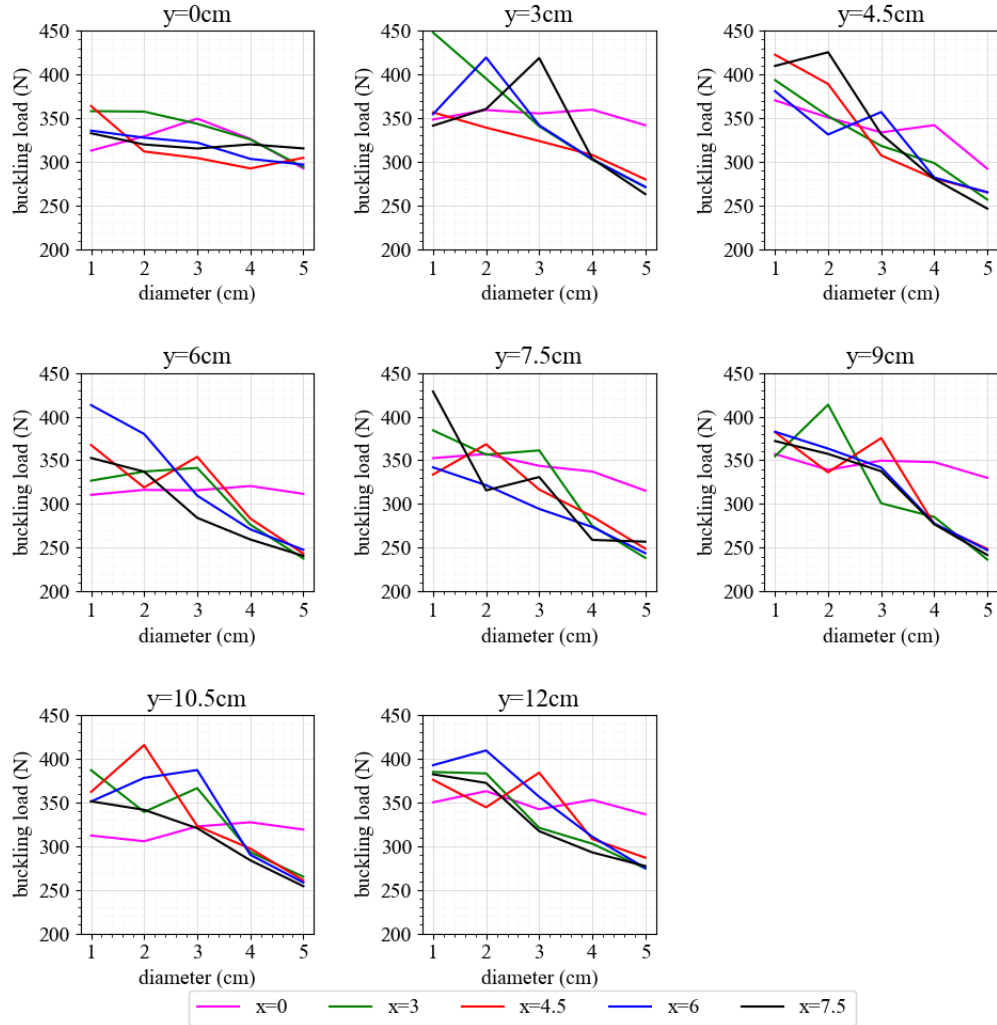 y=0cm y=3cm y=4.5cm
450 450 450
400 400 400
350 350 350
300 300 300
250 250 250
200 200 200
buckling load (N) buckling load (N) buckling load (N)
1 2 3 4 5 1 2 3 4 5 1 2 3 4 5
diameter (cm) diameter (cm) diameter (cm)
y=6cm y=7.5cm y=9cm
450 450 450
400 400 400
350 350 350
300 300 300
250 250 250
200 200 200
buckling load (N) buckling load (N) buckling load (N)
1 2 3 4 5 1 2 3 4 5 1 2 3 4 5
diameter (cm) diameter (cm) diameter (cm)
y=10.5cm y=12cm
450 450
400 400
350 350
300 300
250 250
200 200
buckling load (N) buckling load (N)
1 2 3 4 5 1 2 3 4 5
diameter (cm) diameter (cm)
x=0 x=3 x=4.5 x=6 x=7.5